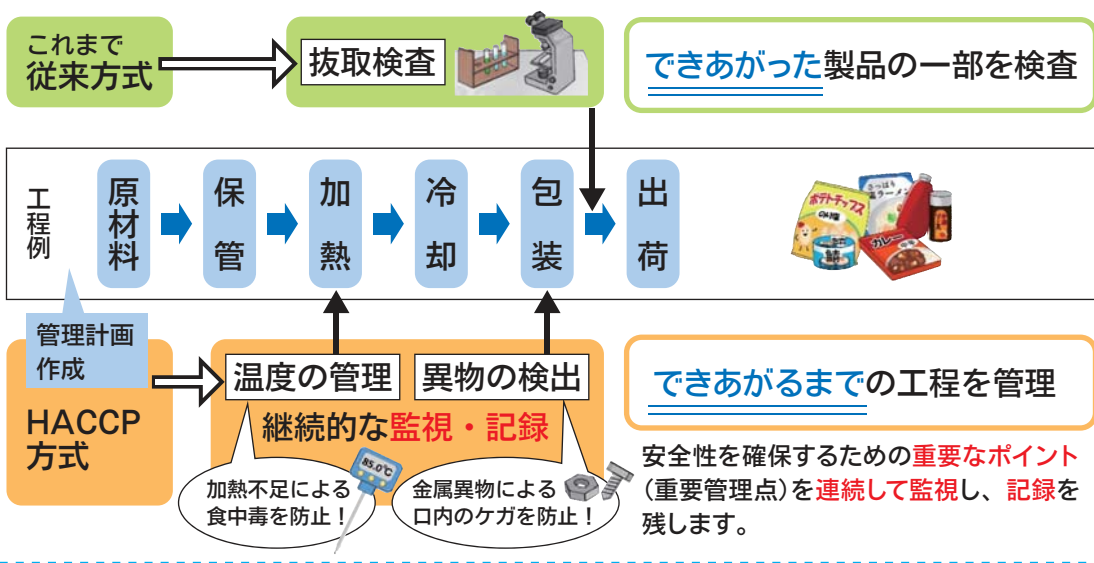 これまで
従来方式
抜取検査
できあがった製品の一部を検査
工程例
原材料
保管
加熱
冷却
包装
出荷
ポテトチップス
さっぱり
ラーメン
カレー
管理計画
作成
HACCP
方式
温度の管理
異物の検出
継続的な監視・記録
加熱不足による
食中毒を防止！
85.0℃
金属異物による
口内のケガを防止！
できあがるまでの工程を管理
安全性を確保するための重要なポイント
（重要管理点）を連続して監視し、記録を
残します。